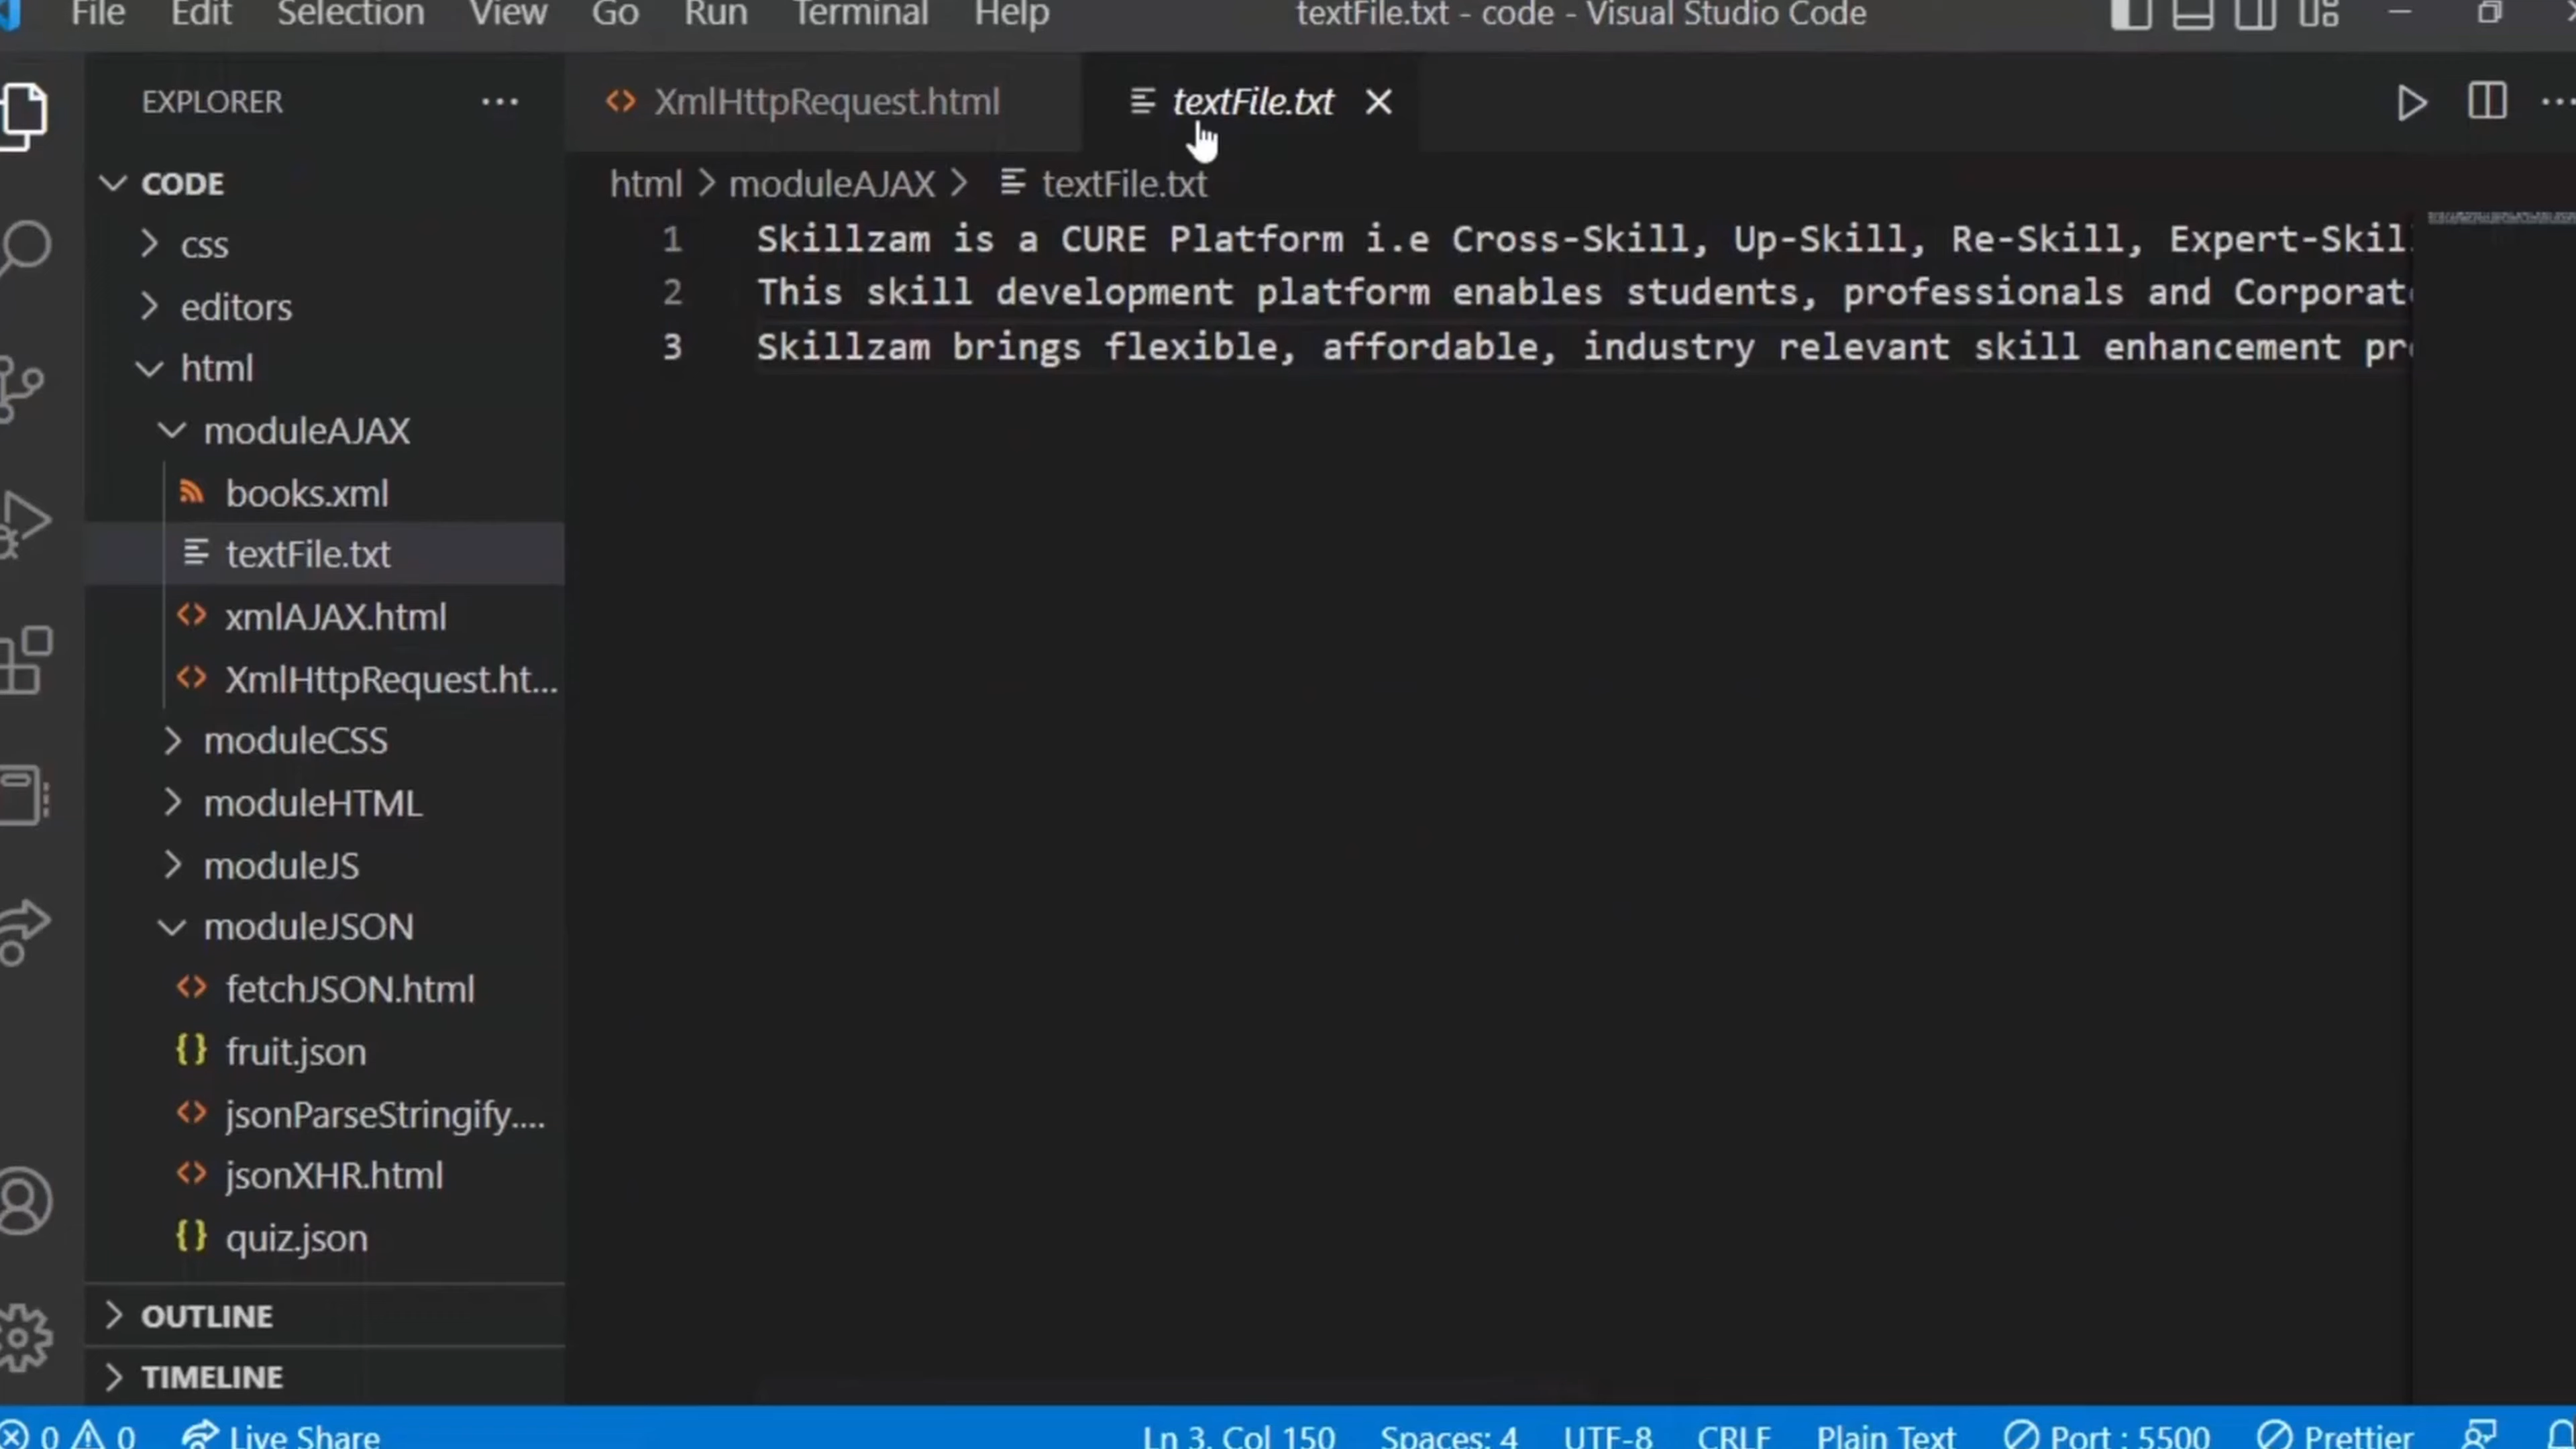 File Edit Selection View Go Run Terminal Help textFile.txt - code - Visual Studio Code
EXPLORER
XmlHttpRequest.html
textFile.txt
CODE
html > moduleAJAX > textFile.txt
css
editors
html
moduleAJAX
books.xml
textFile.txt
xmlAJAX.html
XmlHttpRequest.ht...
moduleCSS
moduleHTML
moduleJS
moduleJSON
fetchJSON.html
fruit.json
jsonParseStringify....
jsonXHR.html
quiz.json
OUTLINE
TIMELINE
1 Skillzam is a CURE Platform i.e Cross-Skill, Up-Skill, Re-Skill, Expert-Skil
2 This skill development platform enables students, professionals and Corporat
3 Skillzam brings flexible, affordable, industry relevant skill enhancement pr
0 0 Live Share Ln 3, Col 150 Spaces: 4 UTF-8 CRLF Plain Text Port : 5500 Prettier